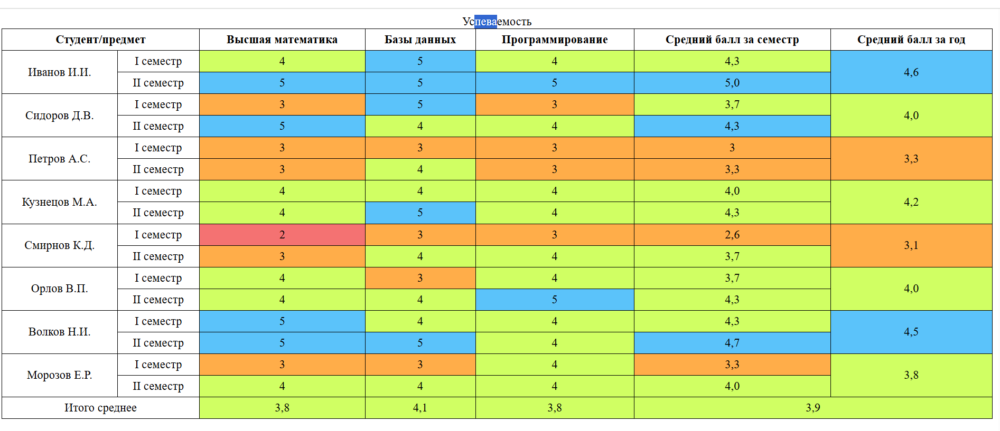 Успеваемость
Студент/предмет Высшая математика Базы данных Программирование Средний балл за семестр Средний балл за год
Иванов И.И. I семестр 4 5 4 4,3 4,6
II семестр 5 5 5 5,0
Сидоров Д.В. I семестр 3 5 3 3,7 4,0
II семестр 5 4 4 4,3
Петров А.С. I семестр 3 3 3 3 3,3
II семестр 3 4 3 3,3
Кузнецов М.А. I семестр 4 4 4 4,0 4,2
II семестр 4 5 4 4,3
Смирнов К.Д. I семестр 2 3 3 2,6 3,1
II семестр 3 4 4 3,7
Орлов В.П. I семестр 4 3 4 3,7 4,0
II семестр 4 4 5 4,3
Волков Н.И. I семестр 5 4 4 4,3 4,5
II семестр 5 5 4 4,7
Морозов Е.Р. I семестр 3 3 4 3,3 3,8
II семестр 4 4 4 4,0
Итого среднее 3,8 4,1 3,8 3,9